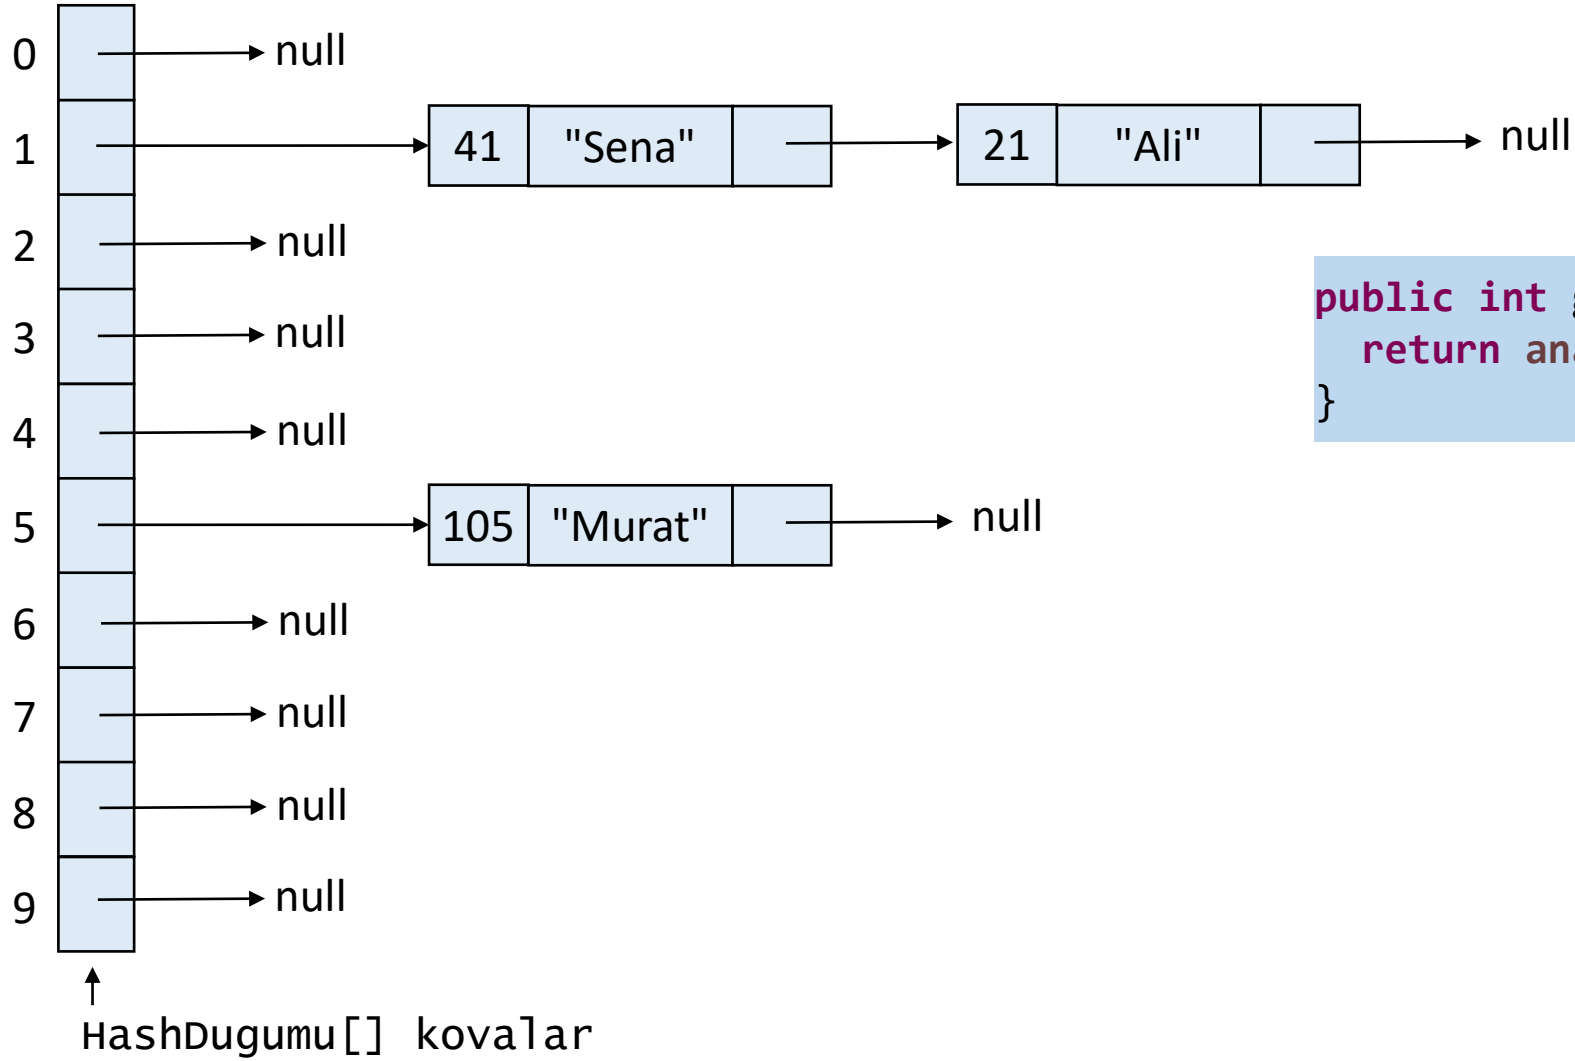 0 null
1 41 "Sena" 21 "Ali" null
2 null
3 null
public int
return
}
4 null
5 105 "Murat" null
6 null
7 null
8 null
9 null
HashDugumu[] kovalar